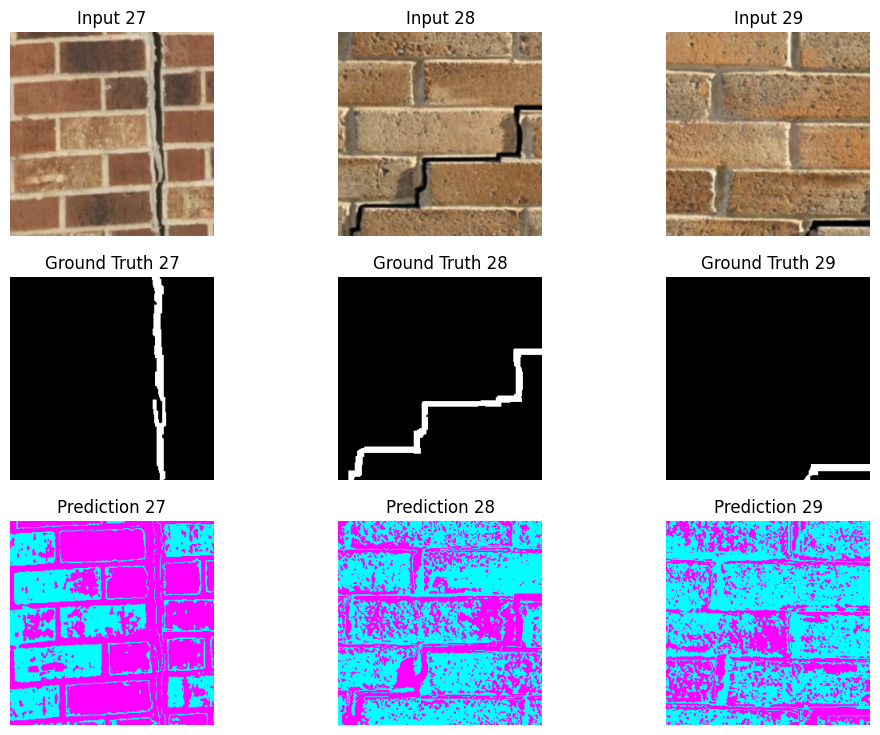 Input 27
Input 28
Input 29
Ground Truth 27
Ground Truth 28
Ground Truth 29
Prediction 27
Prediction 28
Prediction 29